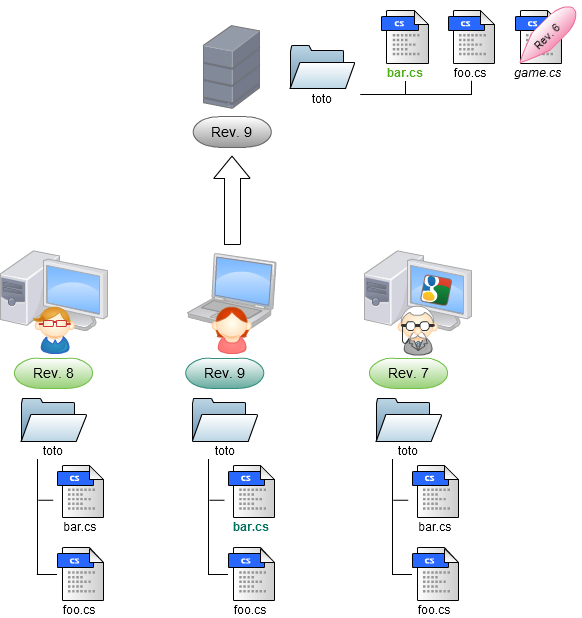 cs
cs
cs
Rev. 6
bar.cs
foo.cs
game.cs
toto
Rev. 9
Rev. 8
Rev. 9
Rev. 7
toto
toto
toto
cs
cs
cs
bar.cs
bar.cs
bar.cs
cs
cs
cs
foo.cs
foo.cs
foo.cs